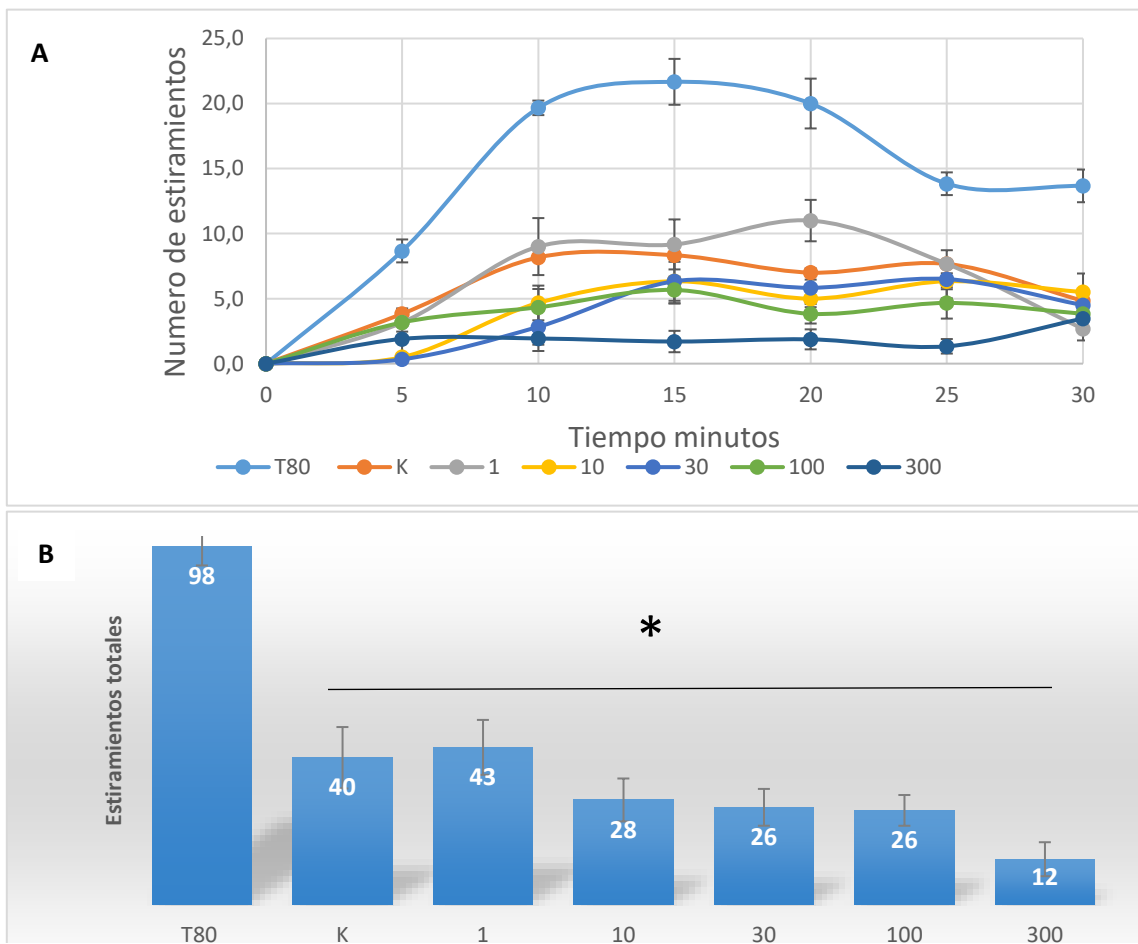 A
Numero de estiramientos
25,0
20,0
15,0
10,0
5,0
0,0
0 5 10 15 20 25 30
Tiempo minutos
T80 K 1 10 30 100 300
B
Estiramientos totales
*
98
40
43
28
26
26
12
T80 K 1 10 30 100 300